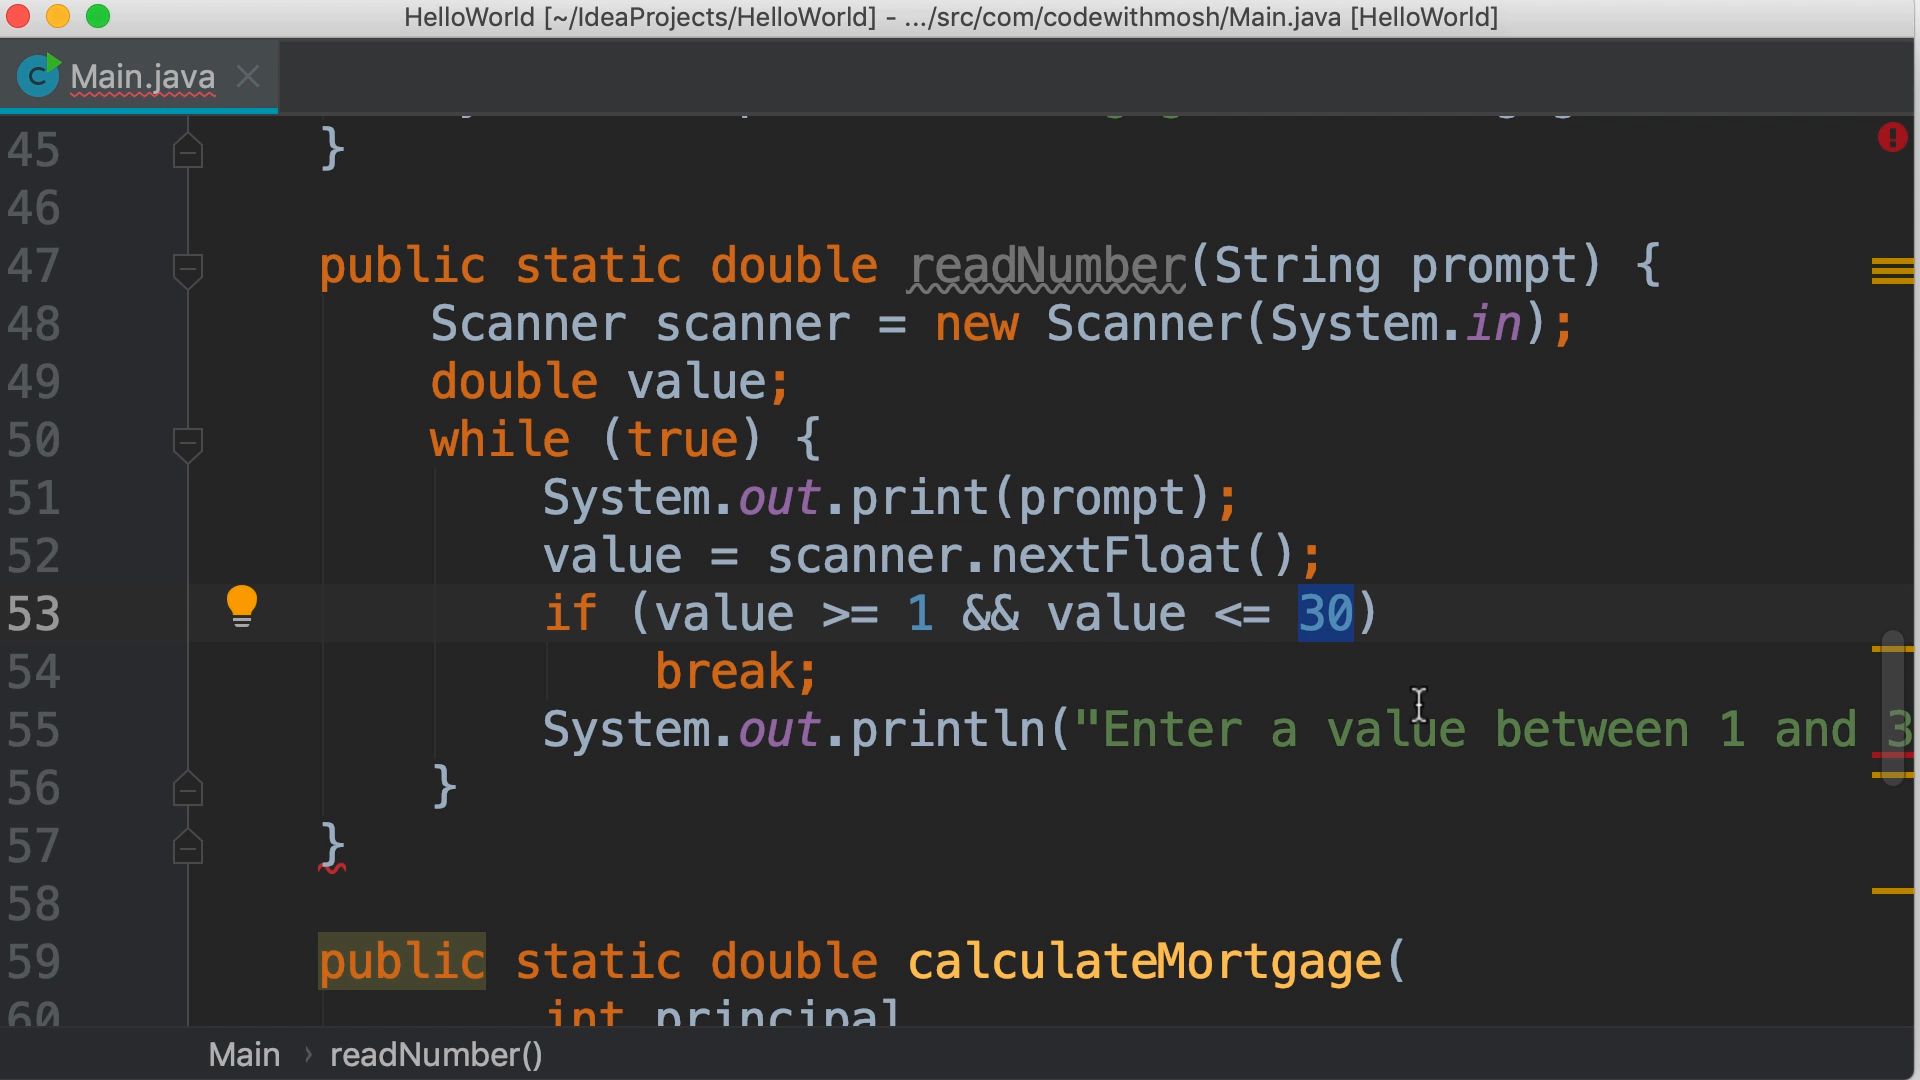 HelloWorld [~/IdeaProjects/HelloWorld] - .../src/com/codewithmosh/Main.java [HelloWorld]
Main.java
45 }
46
47 public static double readNumber(String prompt) {
48 Scanner scanner = new Scanner(System.in);
49 double value;
50 while (true) {
51 System.out.print(prompt);
52 value = scanner.nextFloat();
53 if (value >= 1 && value <= 30)
54 break;
55 System.out.println("Enter a value between 1 and 3
56 }
57 }
58
59 public static double calculateMortgage(
60 int principal
Main › readNumber()